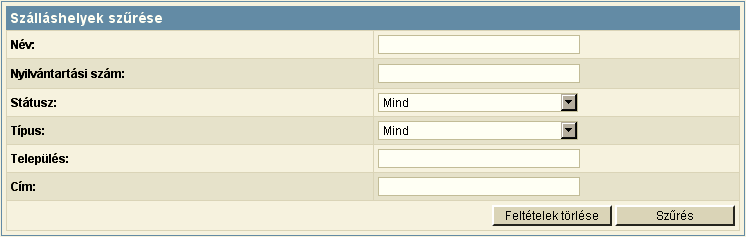 Szálláshelyek szűrése
Név:
Nyilvántartási szám:
Státusz: Mind
Típus: Mind
Település:
Cím:
Feltételek törlése Szűrés